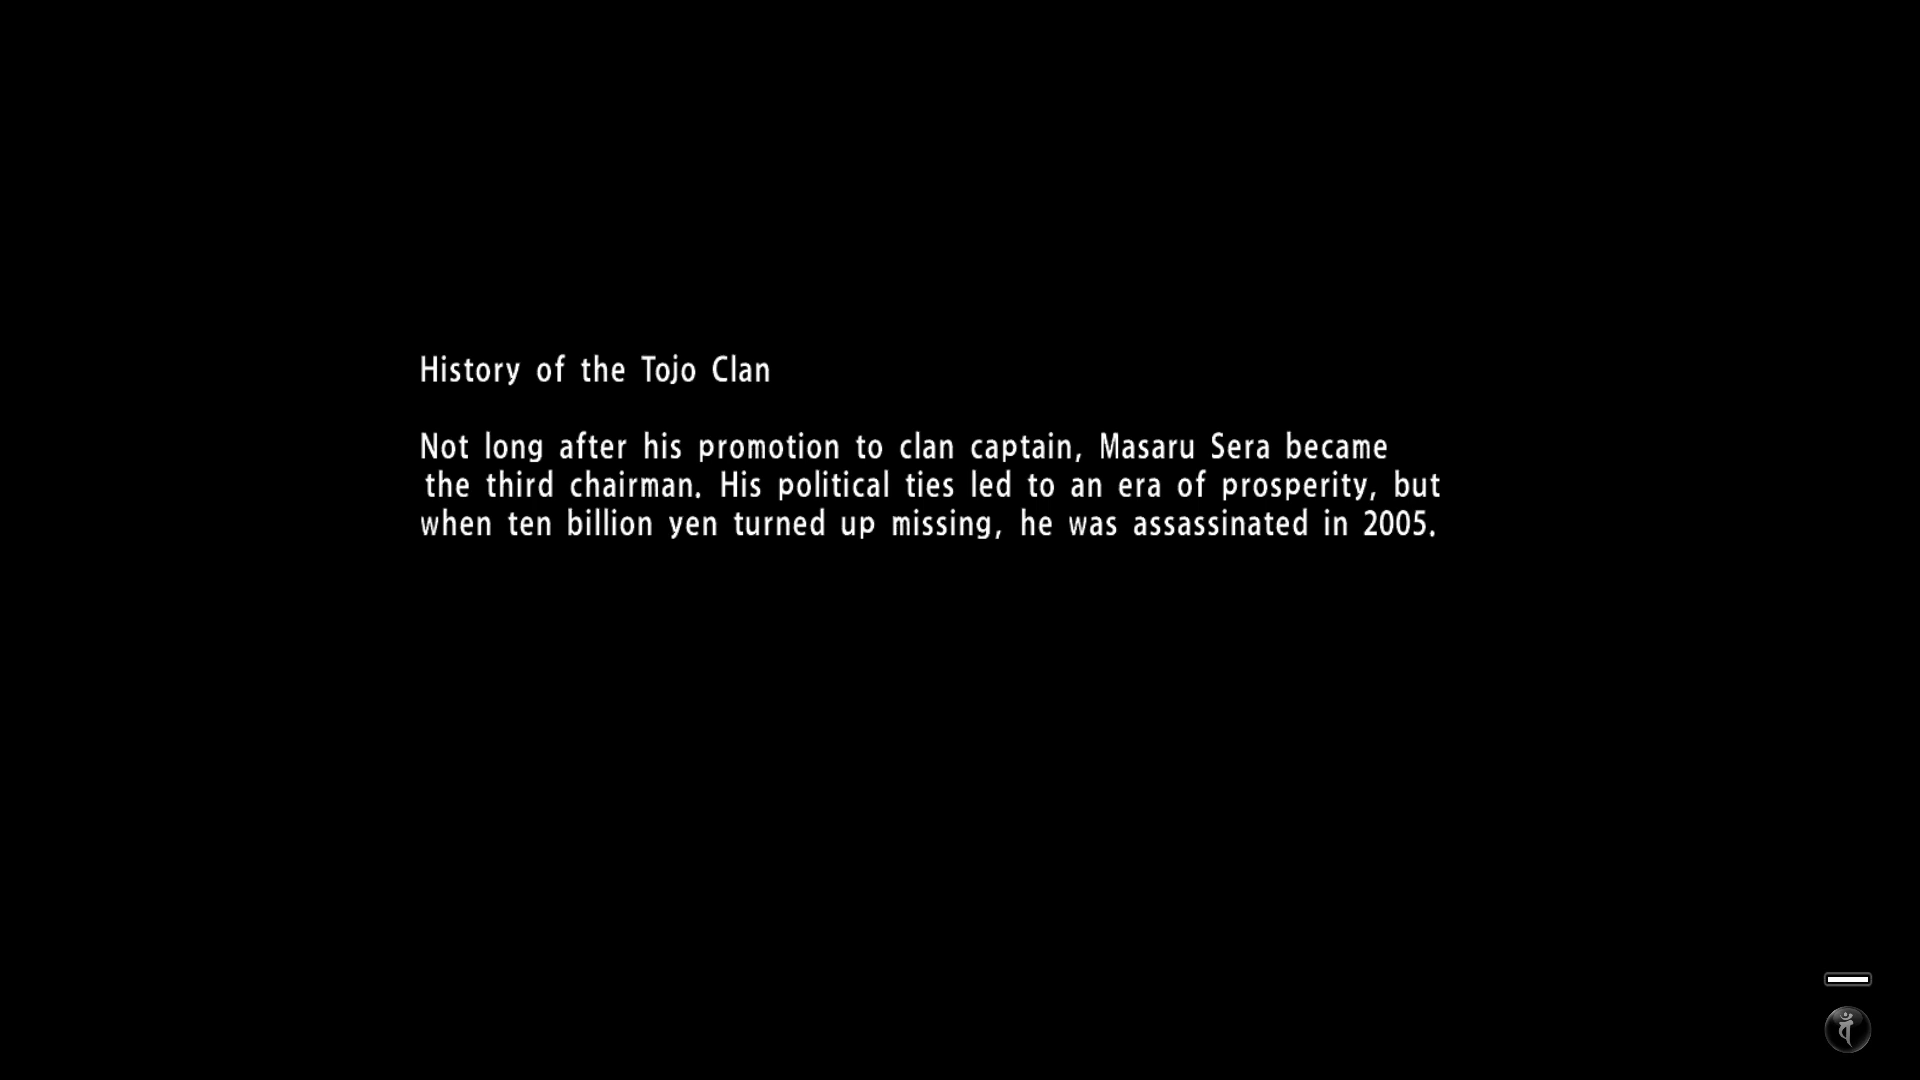 History of the Tojo Clan
Not long after his promotion to clan captain, Masaru Sera became
the third chairman. His political ties led to an era of prosperity, but
when ten billion yen turned up missing, he was assassinated in 2005.